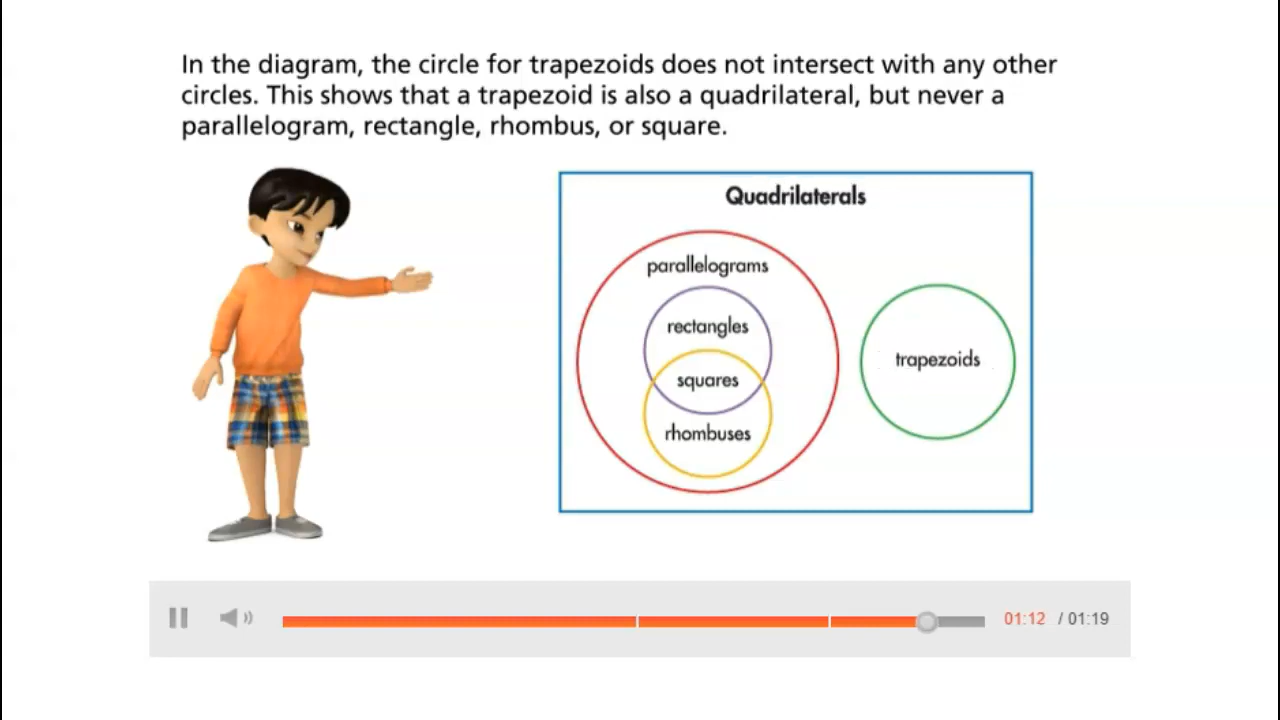 In the diagram, the circle for trapezoids does not intersect with any other
circles. This shows that a trapezoid is also a quadrilateral, but never a
parallelogram, rectangle, rhombus, or square.
Quadrilaterals
parallelograms
rectangles
squares
rhombuses
trapezoids
01:12 / 01:19